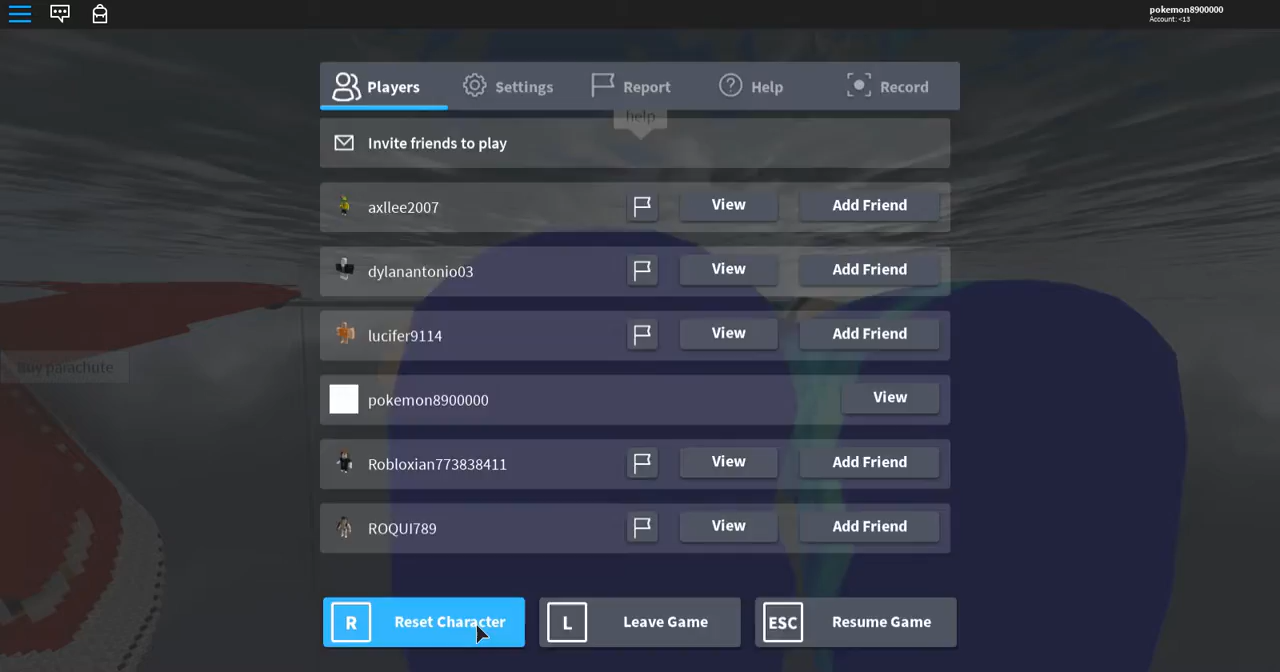 pokemon8900000
Account: <13
Players
Settings
Report
Help
Record
help
Invite friends to play
axllee2007
View
Add Friend
dylanantonio03
View
Add Friend
lucifer9114
View
Add Friend
Buy parachute
pokemon8900000
View
Robloxian773838411
View
Add Friend
ROQUI789
View
Add Friend
R
Reset Character
L
Leave Game
ESC
Resume Game